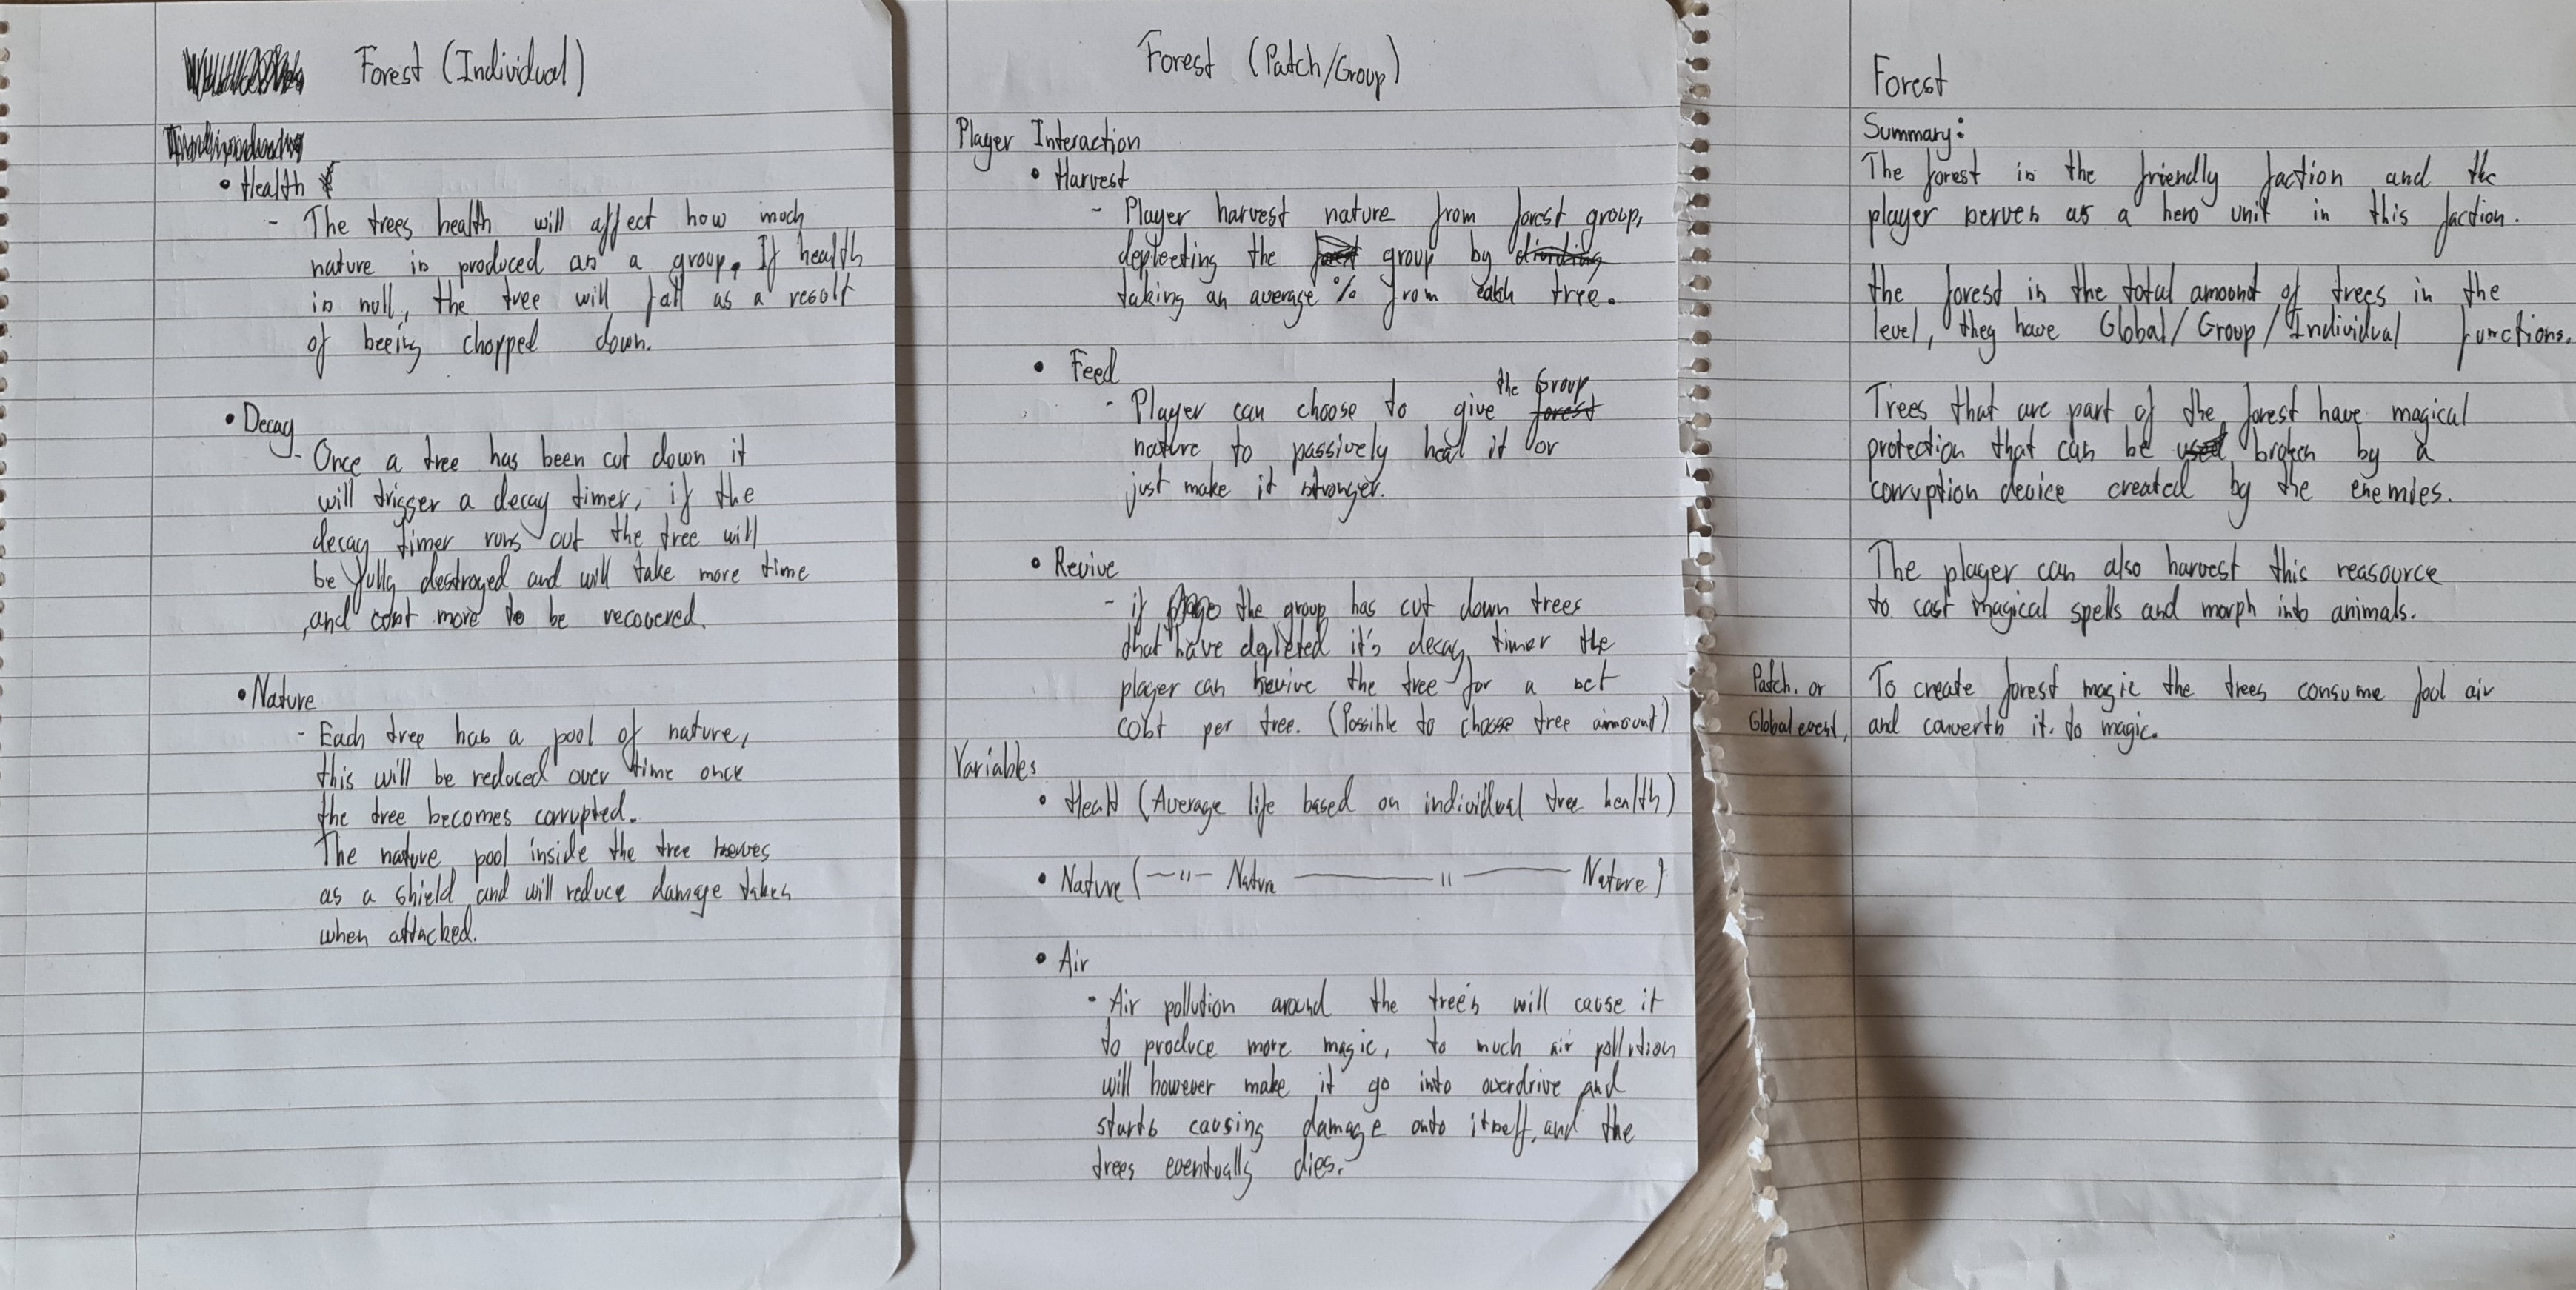 Forest (Individual)
• Health
- The trees health will affect how much
nature is produced as a group. If health
is null, the tree will fall as a result
of beeing chopped down.
• Decay
- Once a tree has been cut down it
will trigger a decay timer, if the
decay timer runs out the tree will
be fully destroyed and will take more time
and cost more to be recovered.
• Nature
- Each tree has a pool of nature,
this will be reduced over time once
the tree becomes corrupted.
The nature pool inside the tree
as a shield and will reduce damage takes
when attacked.
Forest (Patch/Group)
Player Interaction
• Harvest
- Player harvest nature from forest group,
depleeting the group by dividing
taking an average % from each tree.
• Feed
the Group
- Player can choose to give forest
nature to passively heal it or
just make it stronger.
• Revive
- if the group has cut down trees
that have depleted it's decay timer the
player can revive the tree for a set
cost per tree. (Possible to choose tree amount)
Variables
• Healt (Average life based on individual tree health)
• Nature ( — " — Nature — " — Nature )
• Air
- Air pollution around the tree's will cause it
to produce more magic, to much air pollution
will however make it go into overdrive and
starts causing damage onto itself, and the
trees eventually dies.
Forest
Summary:
The forest is the friendly faction and the
player serves as a hero unit in this faction.
the forest is the total amount of trees in the
level, they have Global/Group/Individual functions.
Trees that are part of the forest have magical
protection that can be used broken by a
corruption device created by the enemies.
The player can also harvest this reasource
to cast magical spells and morph into animals.
Patch. or
Global event,
To create forest magic the trees consume foul air
and converts it. to magic.